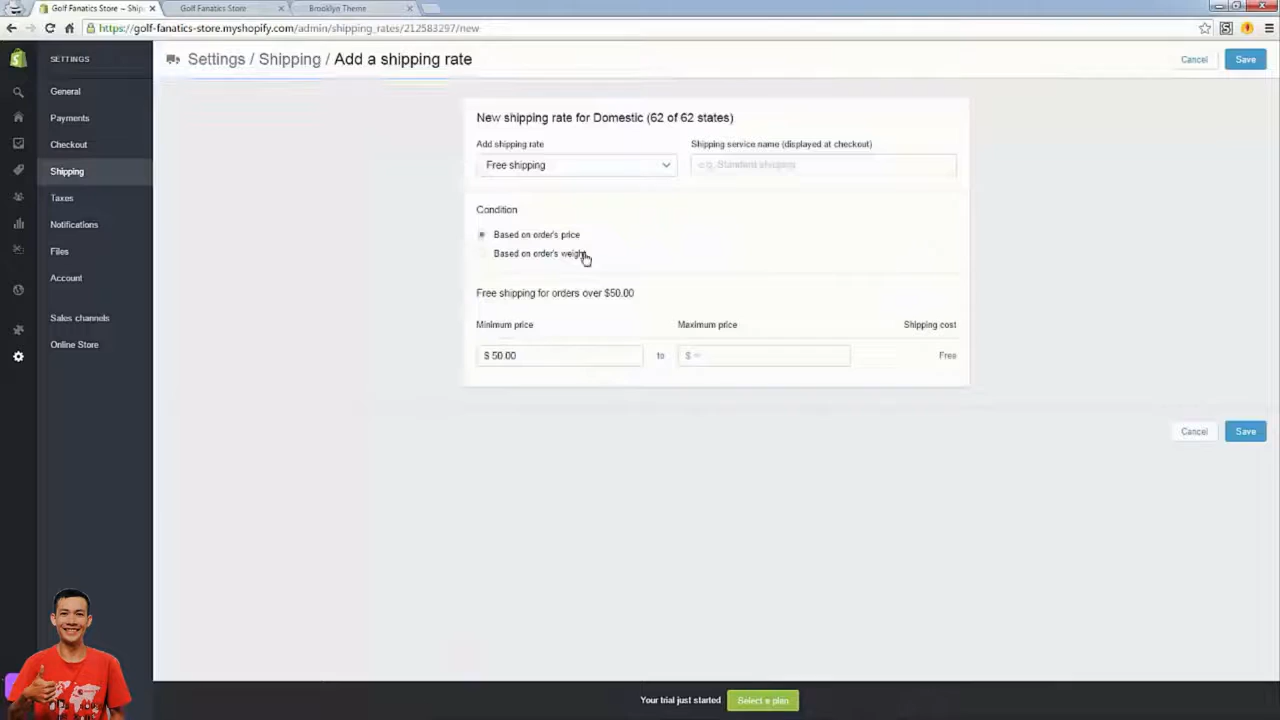 Golf Fanatics Store ~ Ship
Golf Fanatics Store
Brooklyn Theme
https://golf-fanatics-store.myshopify.com/admin/shipping_rates/212583297/new
SETTINGS
Settings / Shipping / Add a shipping rate
Cancel
Save
General
Payments
Checkout
Shipping
Taxes
Notifications
Files
Account
Sales channels
Online Store
New shipping rate for Domestic (62 of 62 states)
Add shipping rate
Shipping service name (displayed at checkout)
Free shipping
e.g. Standard shipping
Condition
Based on order's price
Based on order's weight
Free shipping for orders over $50.00
Minimum price
Maximum price
Shipping cost
$ 50.00
to
$ ∞
Free
Cancel
Save
Your trial just started
Select a plan